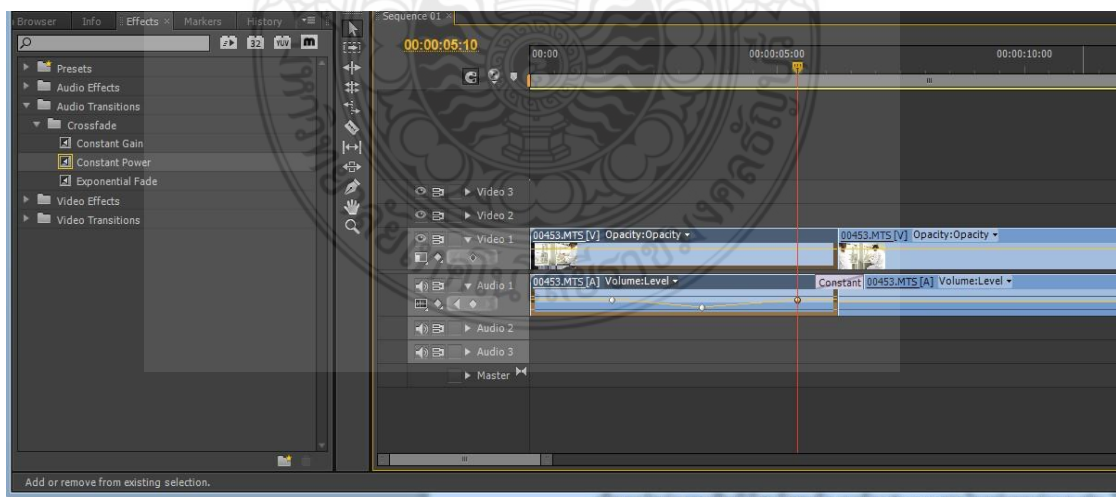 Browser Info Effects × Markers History
32 YUV
Presets
Audio Effects
Audio Transitions
Crossfade
Constant Gain
Constant Power
Exponential Fade
Video Effects
Video Transitions
Add or remove from existing selection.
Sequence 01 ×
00:00:05:10
00:00 00:00:05:00 00:00:10:00
Video 3
Video 2
Video 1
00453.MTS [V] Opacity:Opacity 00453.MTS [V] Opacity:Opacity
Audio 1
00453.MTS [A] Volume:Level Constant 00453.MTS [A] Volume:Level
Audio 2
Audio 3
Master